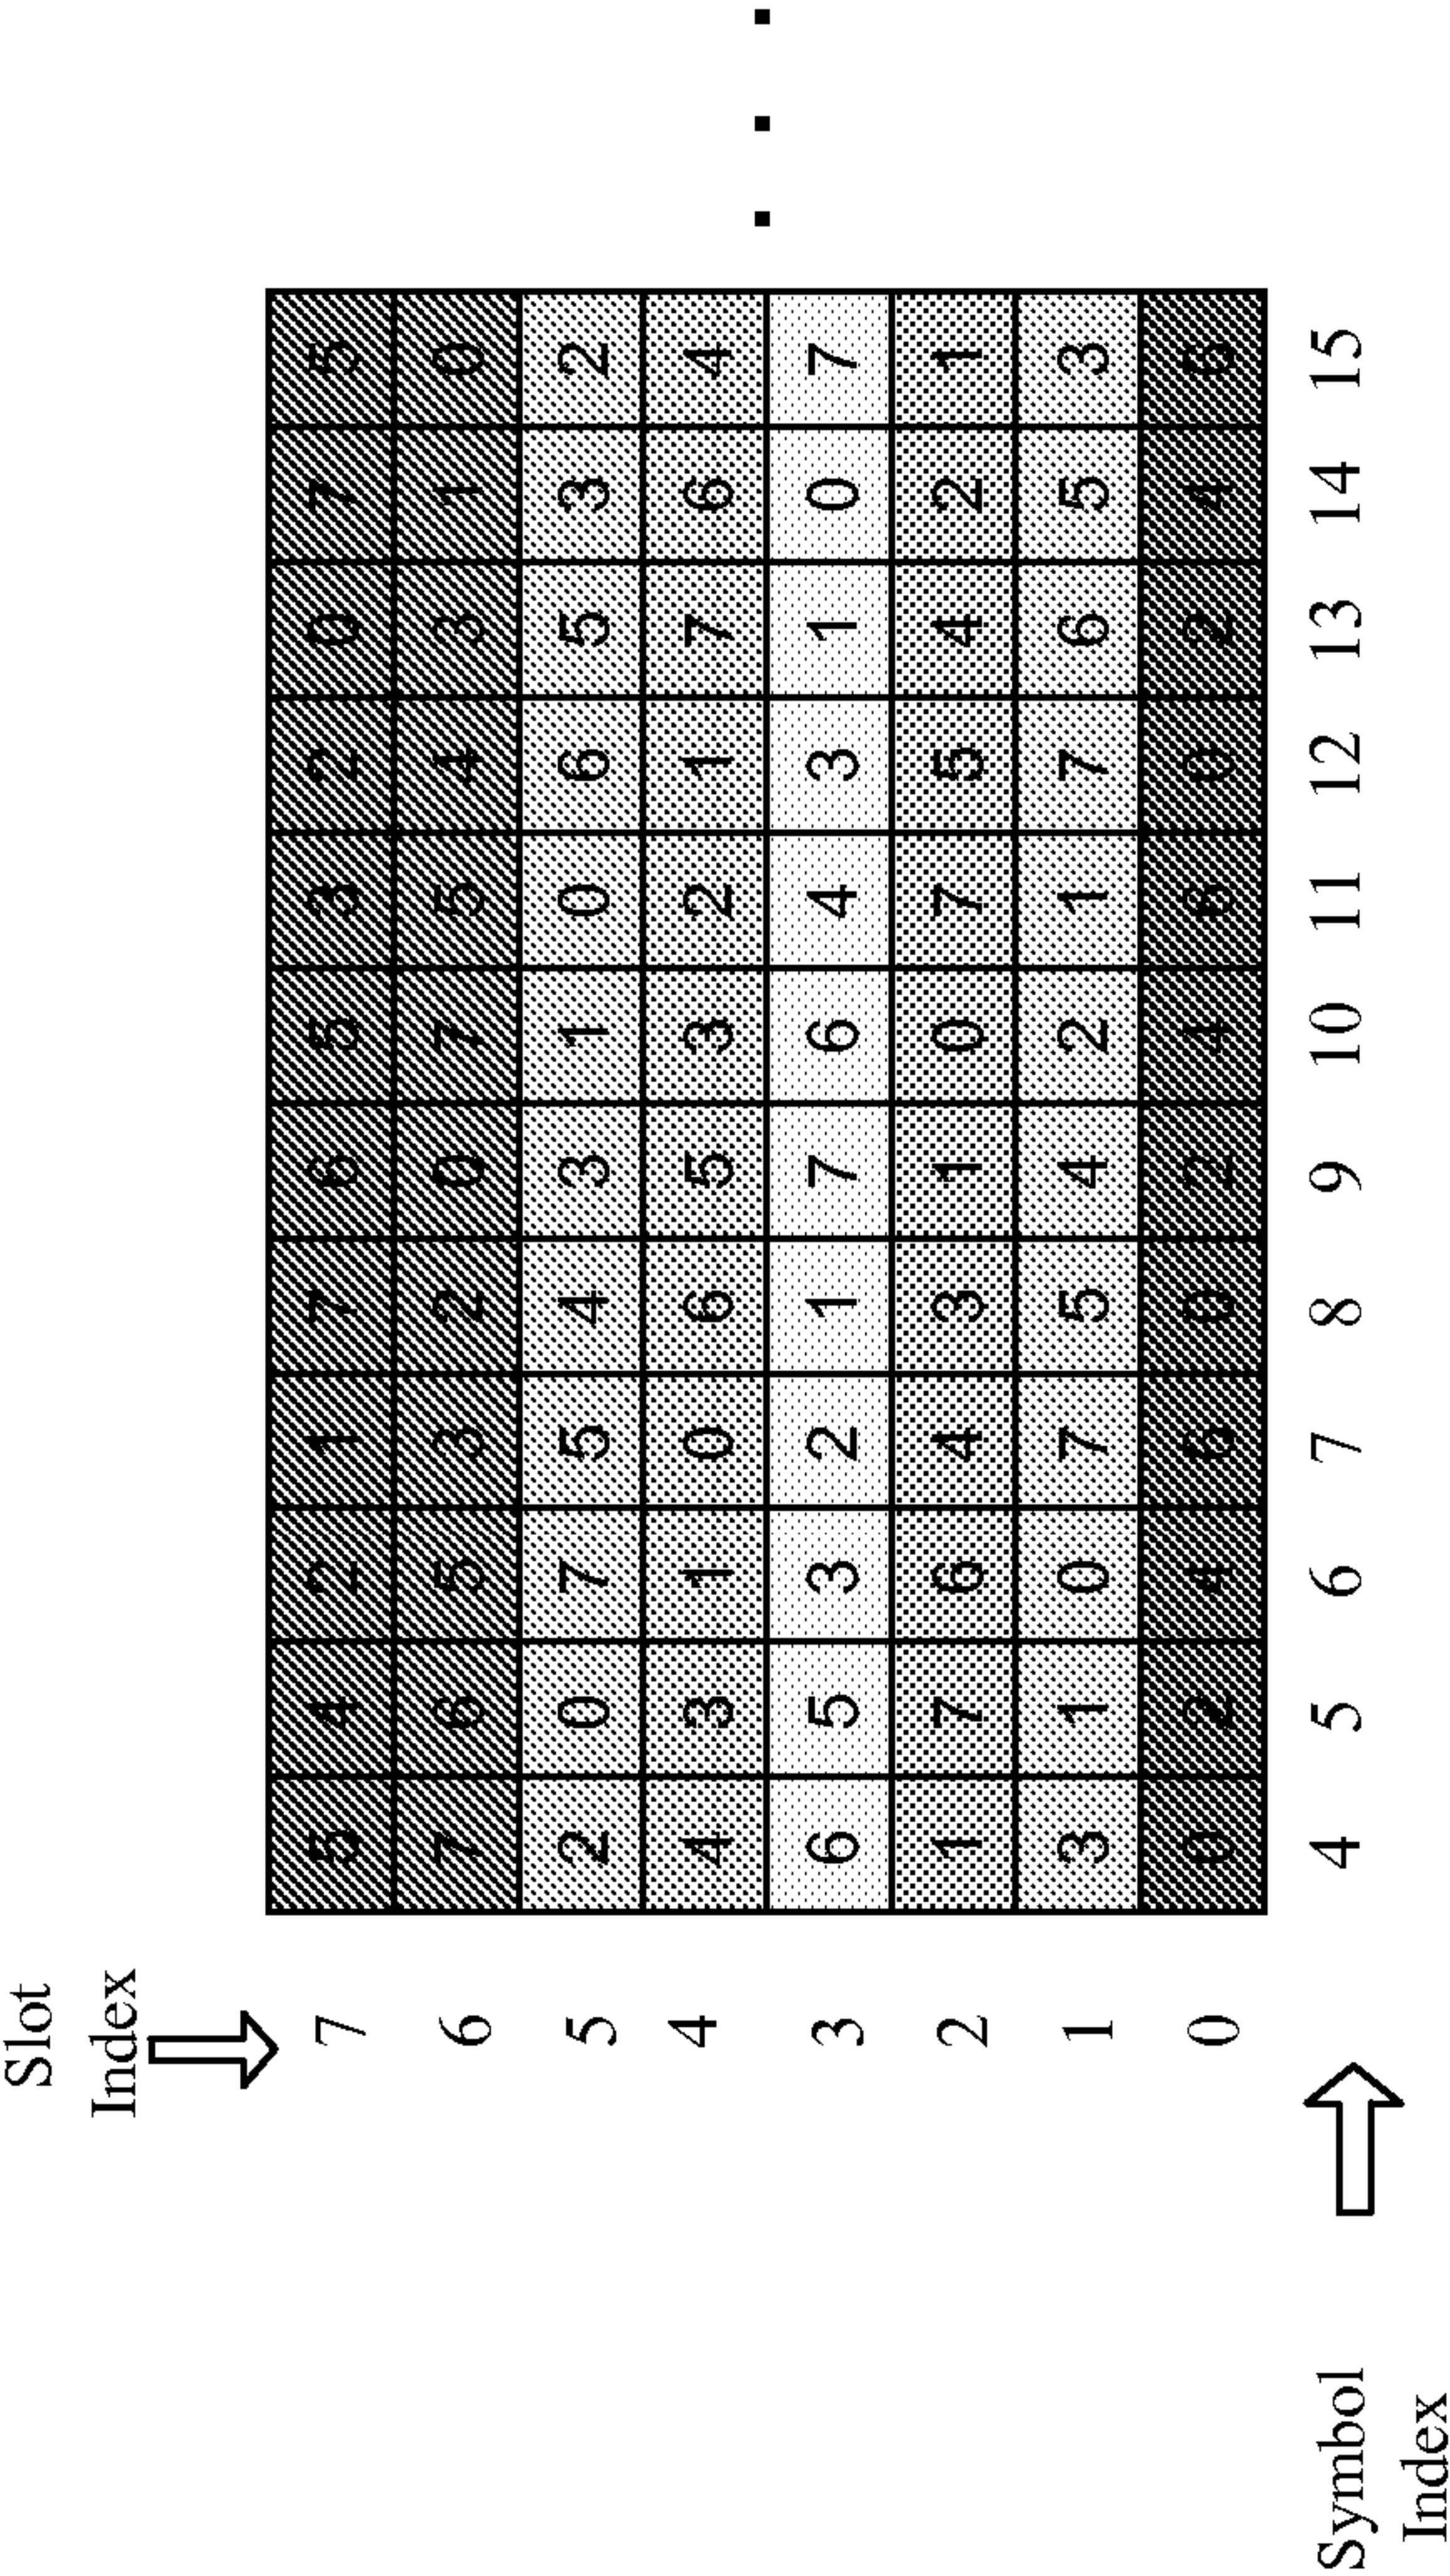 Slot
Index
7 5 4 2 1 7 6 5 3 2 0 7 5
6 7 6 5 3 2 0 7 5 4 3 1 0
5 2 0 7 5 4 3 1 0 6 5 3 2
4 4 3 1 0 6 5 3 2 1 7 6 4
3 6 5 3 2 1 7 6 4 3 1 0 7 . . .
2 1 7 6 4 3 1 0 7 5 4 2 1
1 3 1 0 7 5 4 2 1 7 6 5 3
0 0 2 4 6 0 2 4 6 0 2 4 6
Symbol
Index
4 5 6 7 8 9 10 11 12 13 14 15